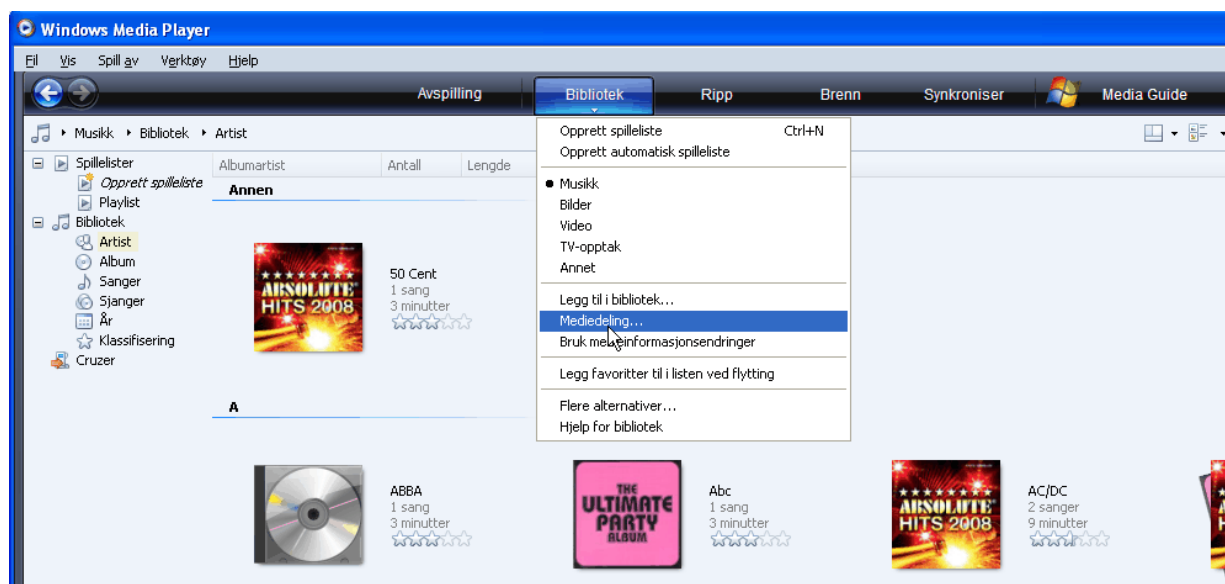 Windows Media Player
Fil Vis Spill av Verktøy Hjelp
Avspilling Bibliotek Ripp Brenn Synkroniser Media Guide
Musikk Bibliotek Artist
Spillelister
Opprett spilleliste
Playlist
Bibliotek
Artist
Album
Sanger
Sjanger
År
Klassifisering
Cruzer
Albumartist Antall Lengde
Annen
ABSOLUTE
HITS 2008
50 Cent
1 sang
3 minutter
Opprett spilleliste Ctrl+N
Opprett automatisk spilleliste
Musikk
Bilder
Video
TV-opptak
Annet
Legg til i bibliotek...
Mediedeling...
Bruk medieinformasjonsendringer
Legg favoritter til i listen ved flytting
Flere alternativer...
Hjelp for bibliotek
A
ABBA
1 sang
3 minutter
THE
ULTIMATE
PARTY
ALBUM
Abc
1 sang
3 minutter
ABSOLUTE
HITS 2008
AC/DC
2 sanger
9 minutter